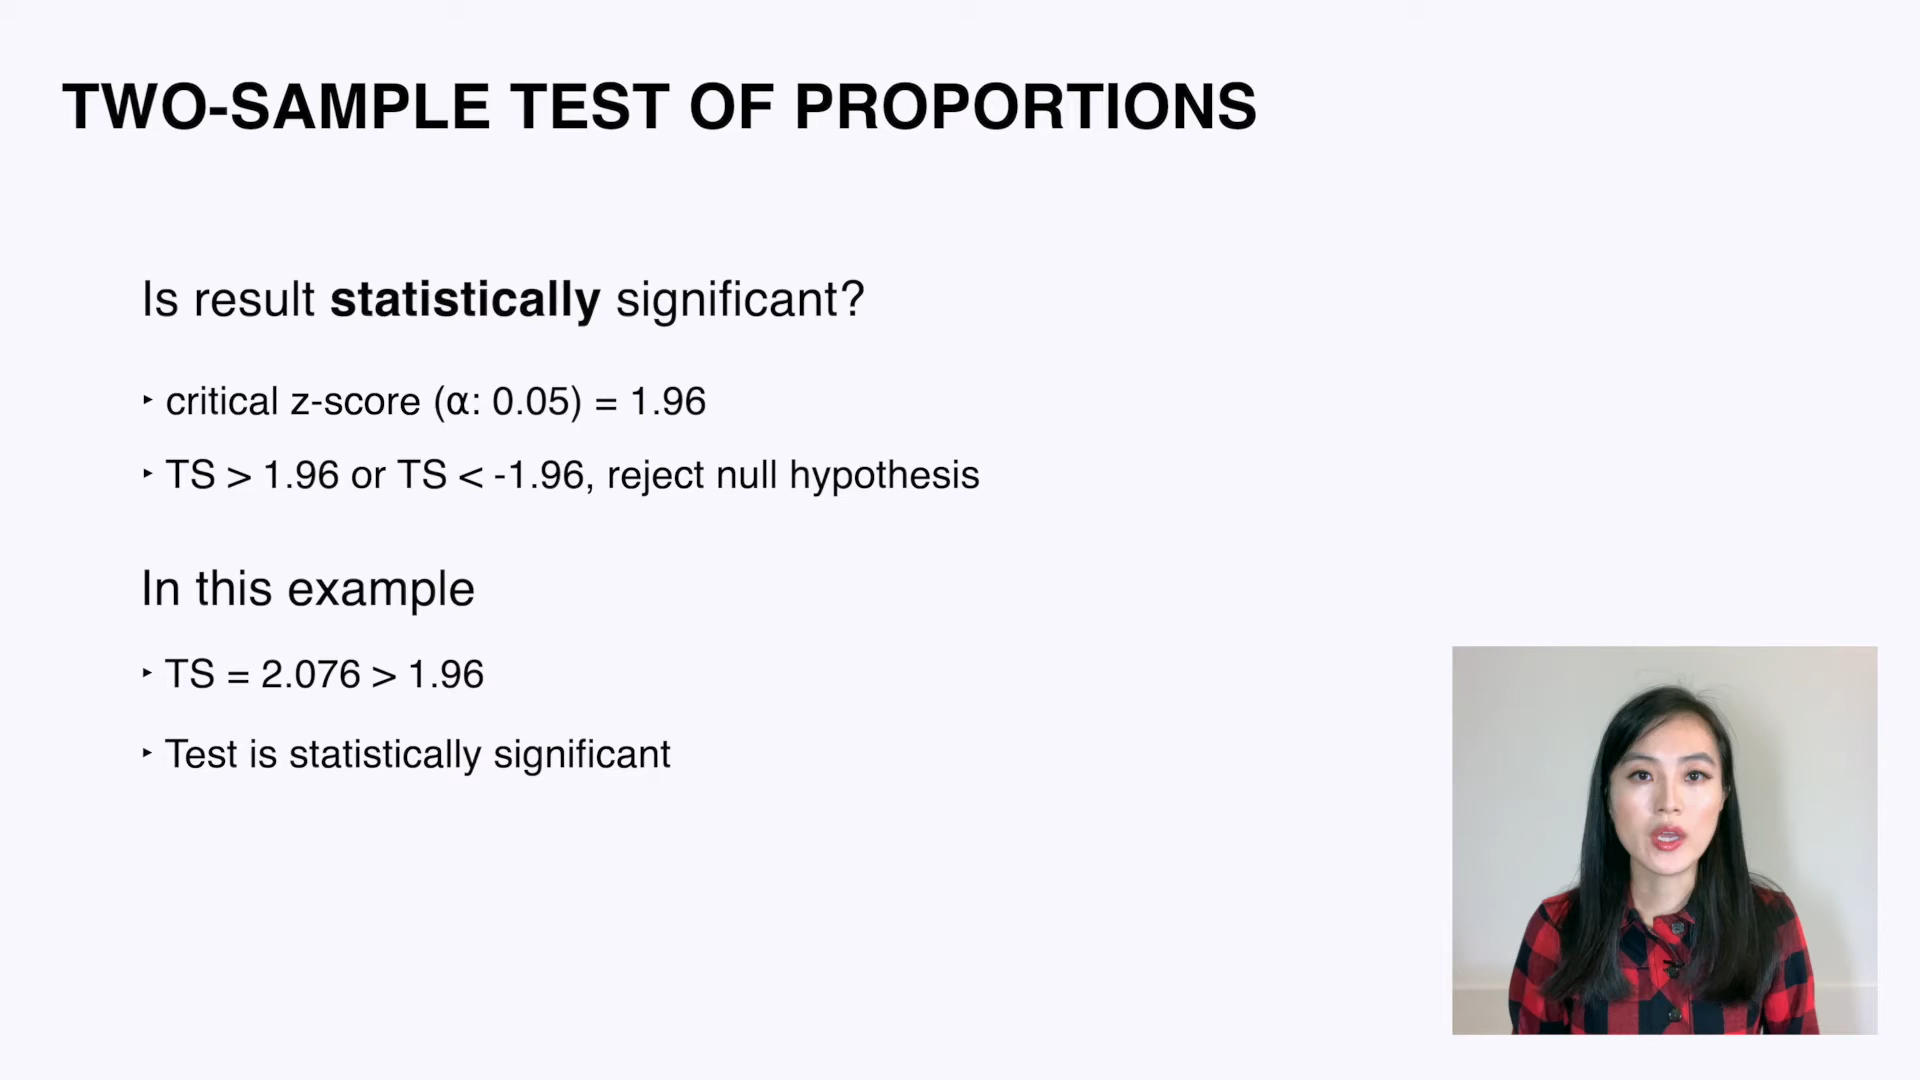 TWO-SAMPLE TEST OF PROPORTIONS
Is result statistically significant?
‣ critical z-score (α: 0.05) = 1.96
‣ TS > 1.96 or TS < -1.96, reject null hypothesis
In this example
‣ TS = 2.076 > 1.96
‣ Test is statistically significant